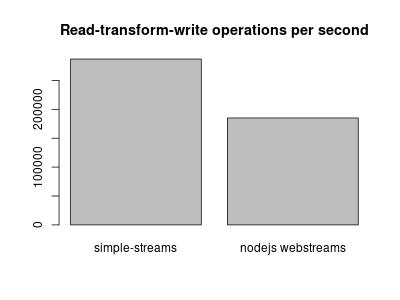 Read-transform-write operations per second
200000
100000
0
simple-streams nodejs webstreams